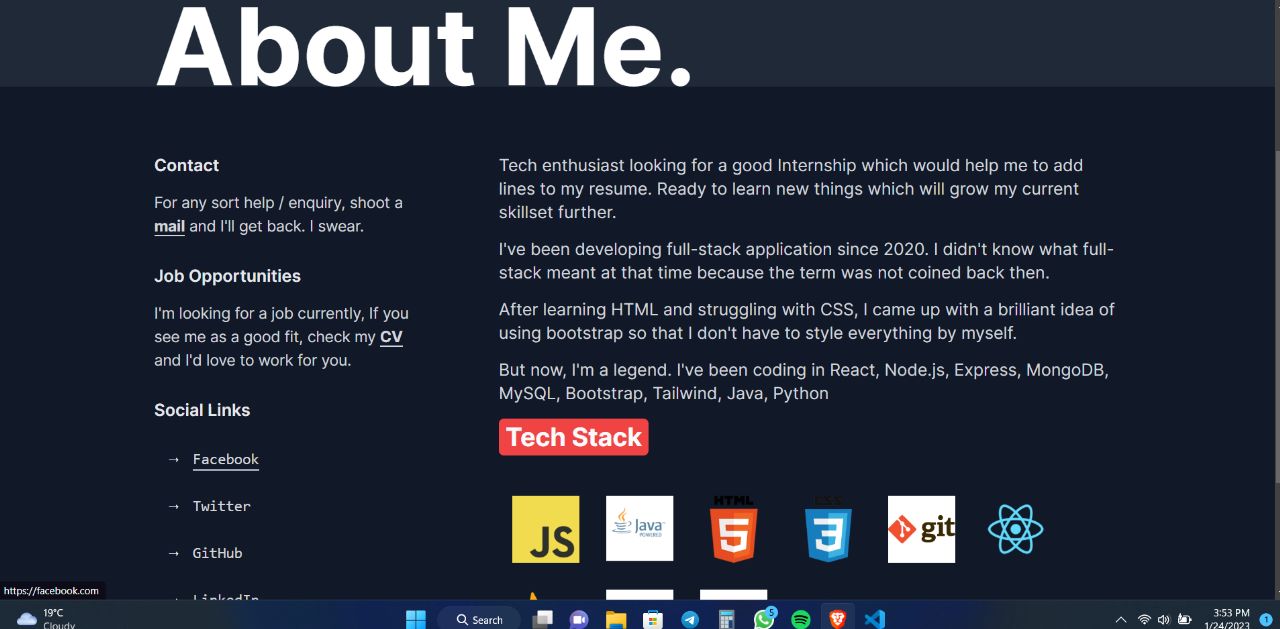 About Me.
Contact
For any sort help / enquiry, shoot a
mail and I'll get back. I swear.
Job Opportunities
I'm looking for a job currently, If you
see me as a good fit, check my CV
and I'd love to work for you.
Social Links
→ Facebook
→ Twitter
→ GitHub
→ LinkedIn
Tech enthusiast looking for a good Internship which would help me to add
lines to my resume. Ready to learn new things which will grow my current
skillset further.
I've been developing full-stack application since 2020. I didn't know what full-
stack meant at that time because the term was not coined back then.
After learning HTML and struggling with CSS, I came up with a brilliant idea of
using bootstrap so that I don't have to style everything by myself.
But now, I'm a legend. I've been coding in React, Node.js, Express, MongoDB,
MySQL, Bootstrap, Tailwind, Java, Python
Tech Stack
JS
Java
POWERED
HTML
5
CSS
3
git
https://facebook.com
19°C
Cloudy
Search
5
3:53 PM
1/24/2023
1